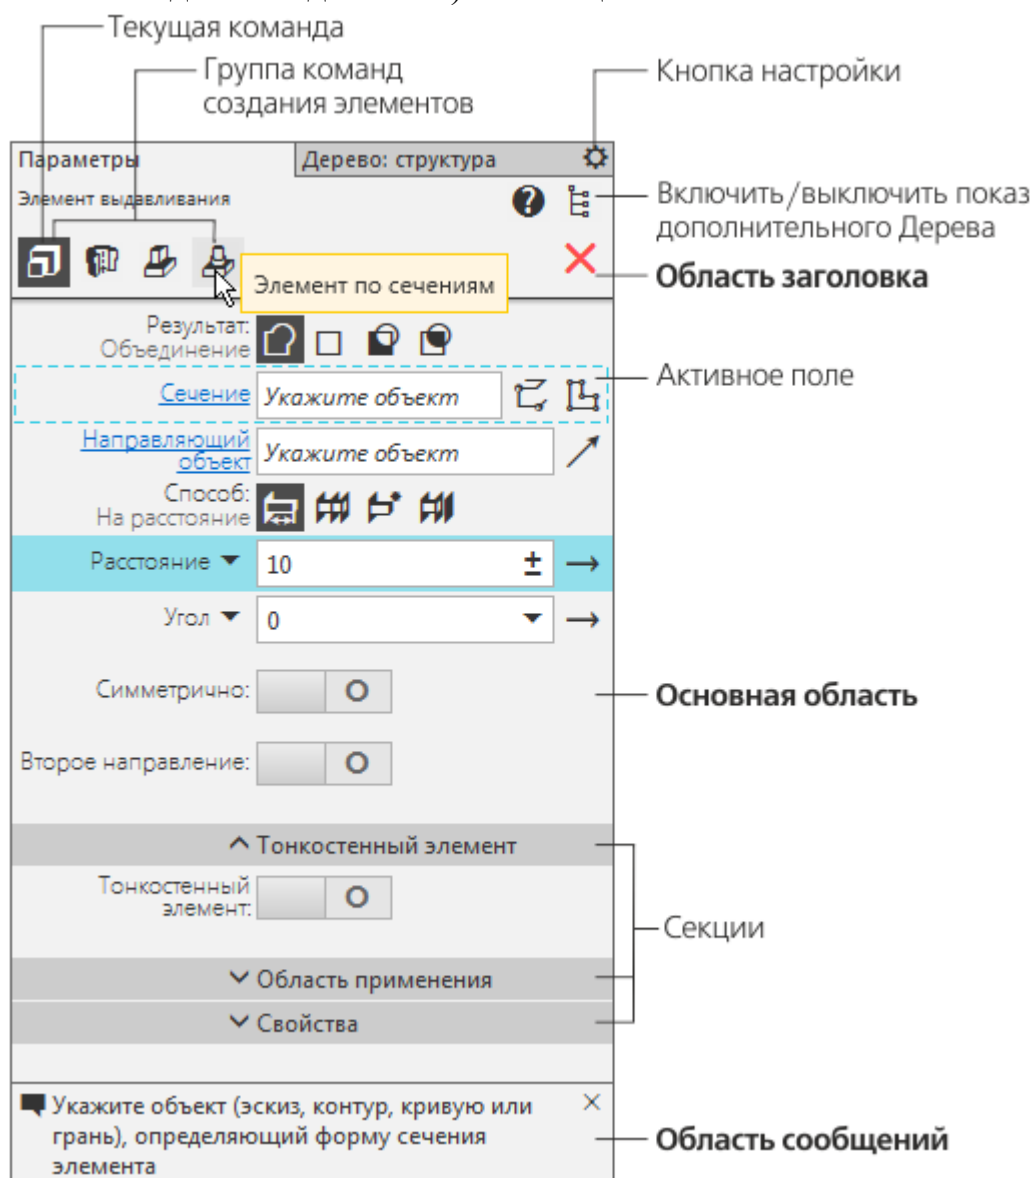 Текущая команда
Группа команд
создания элементов
Кнопка настройки
Параметры
Дерево: структура
Элемент выдавливания
?
Включить/выключить показ
дополнительного Дерева
Область заголовка
Элемент по сечениям
Результат:
Объединение
Активное поле
Сечение
Укажите объект
Направляющий
объект
Укажите объект
Способ:
На расстояние
Расстояние
10
±
Угол
0
Симметрично:
Основная область
Второе направление:
Тонкостенный элемент
Тонкостенный
элемент:
Секции
Область применения
Свойства
Укажите объект (эскиз, контур, кривую или
грань), определяющий форму сечения
элемента
Область сообщений